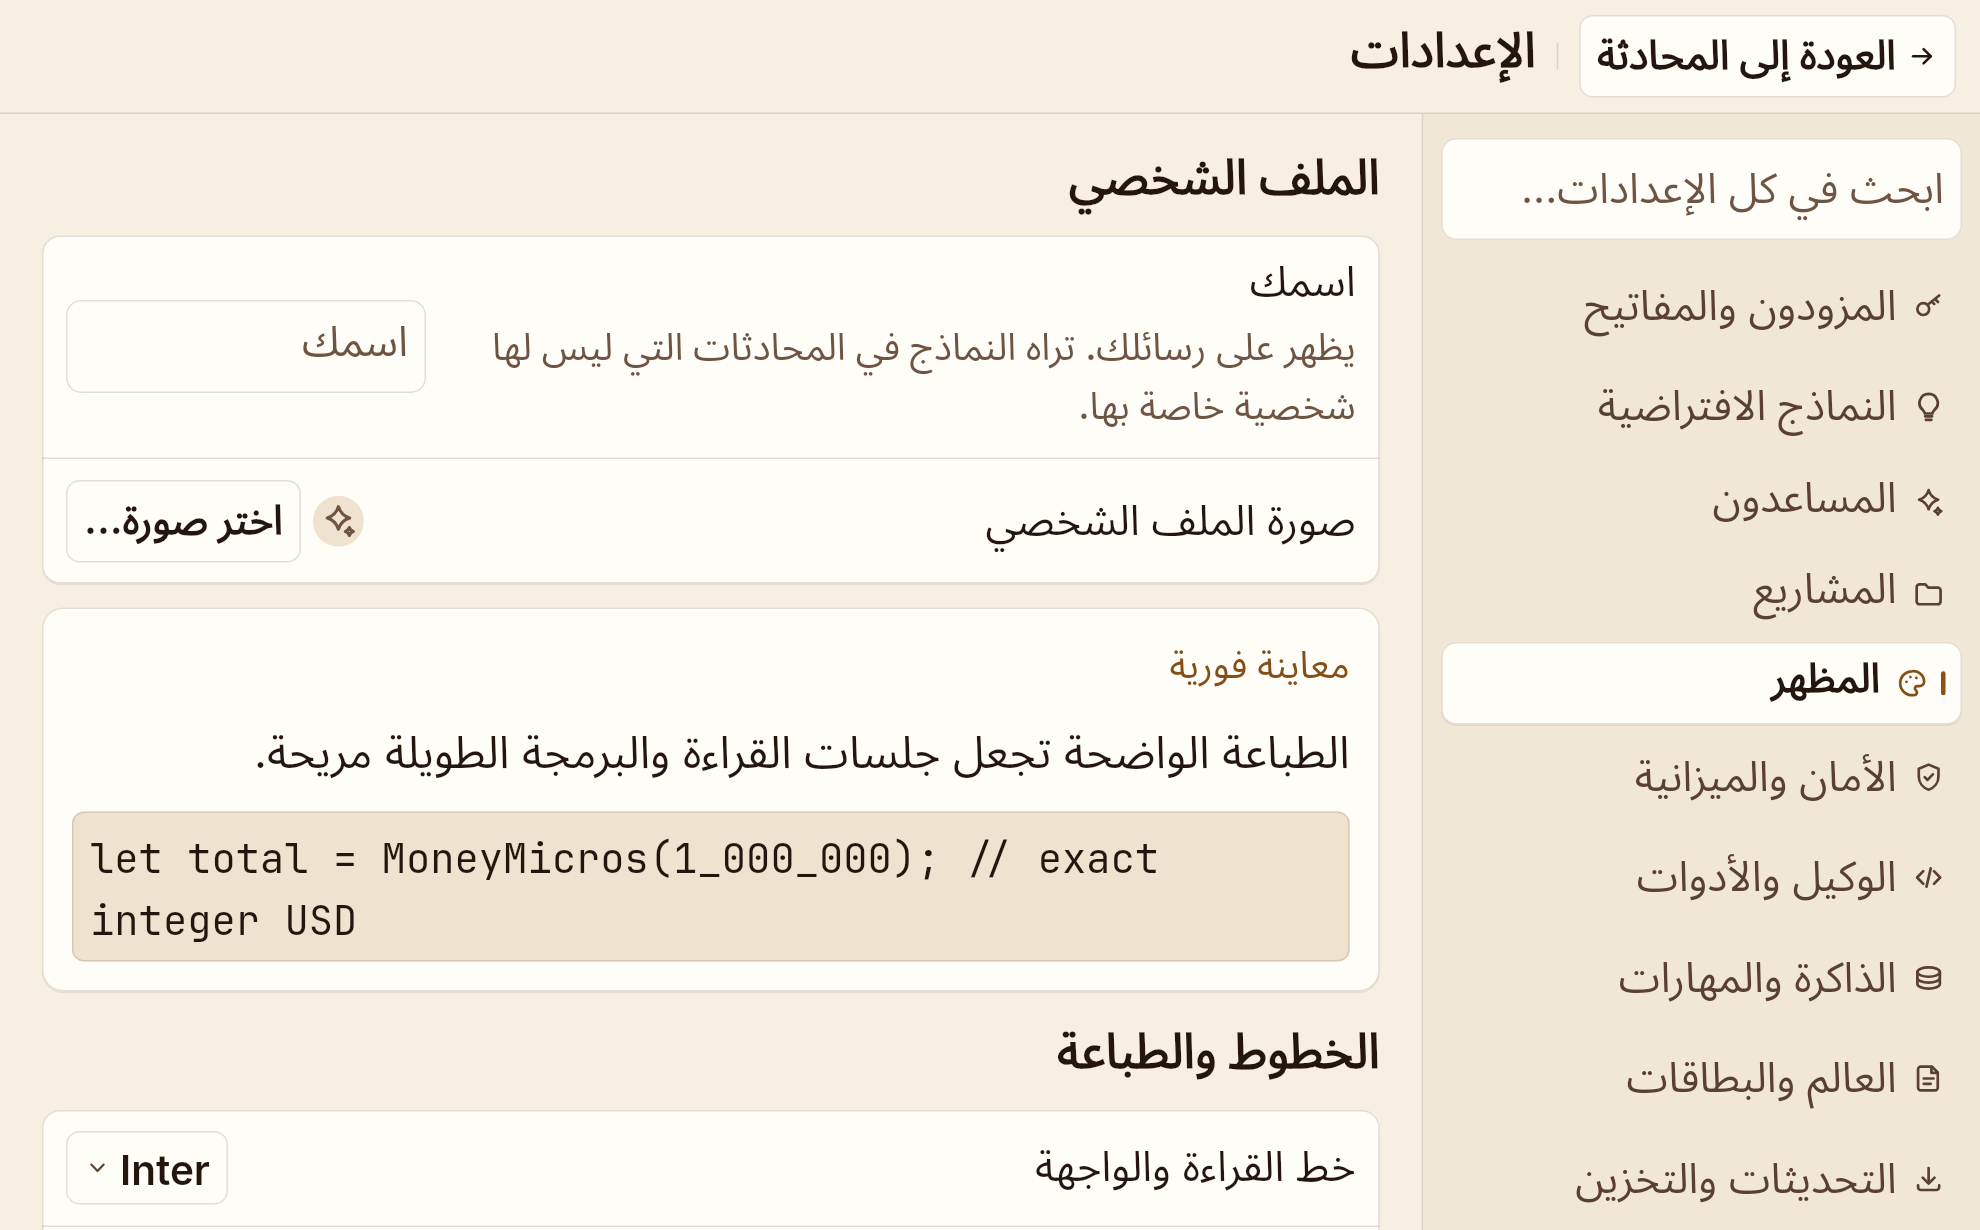 العودة إلى المحادثة
الإعدادات
ابحث في كل الإعدادات...
المزودون والمفاتيح
النماذج الافتراضية
المساعدون
المشاريع
المظهر
الأمان والميزانية
الوكيل والأدوات
الذاكرة والمهارات
العالم والبطاقات
التحديثات والتخزين
الملف الشخصي
اسمك
يظهر على رسائلك. تراه النماذج في المحادثات التي ليس لها
شخصية خاصة بها.
اسمك
صورة الملف الشخصي
اختر صورة...
معاينة فورية
الطباعة الواضحة تجعل جلسات القراءة والبرمجة الطويلة مريحة.
let total = MoneyMicros(1_000_000); // exact
integer USD
الخطوط والطباعة
خط القراءة والواجهة
Inter